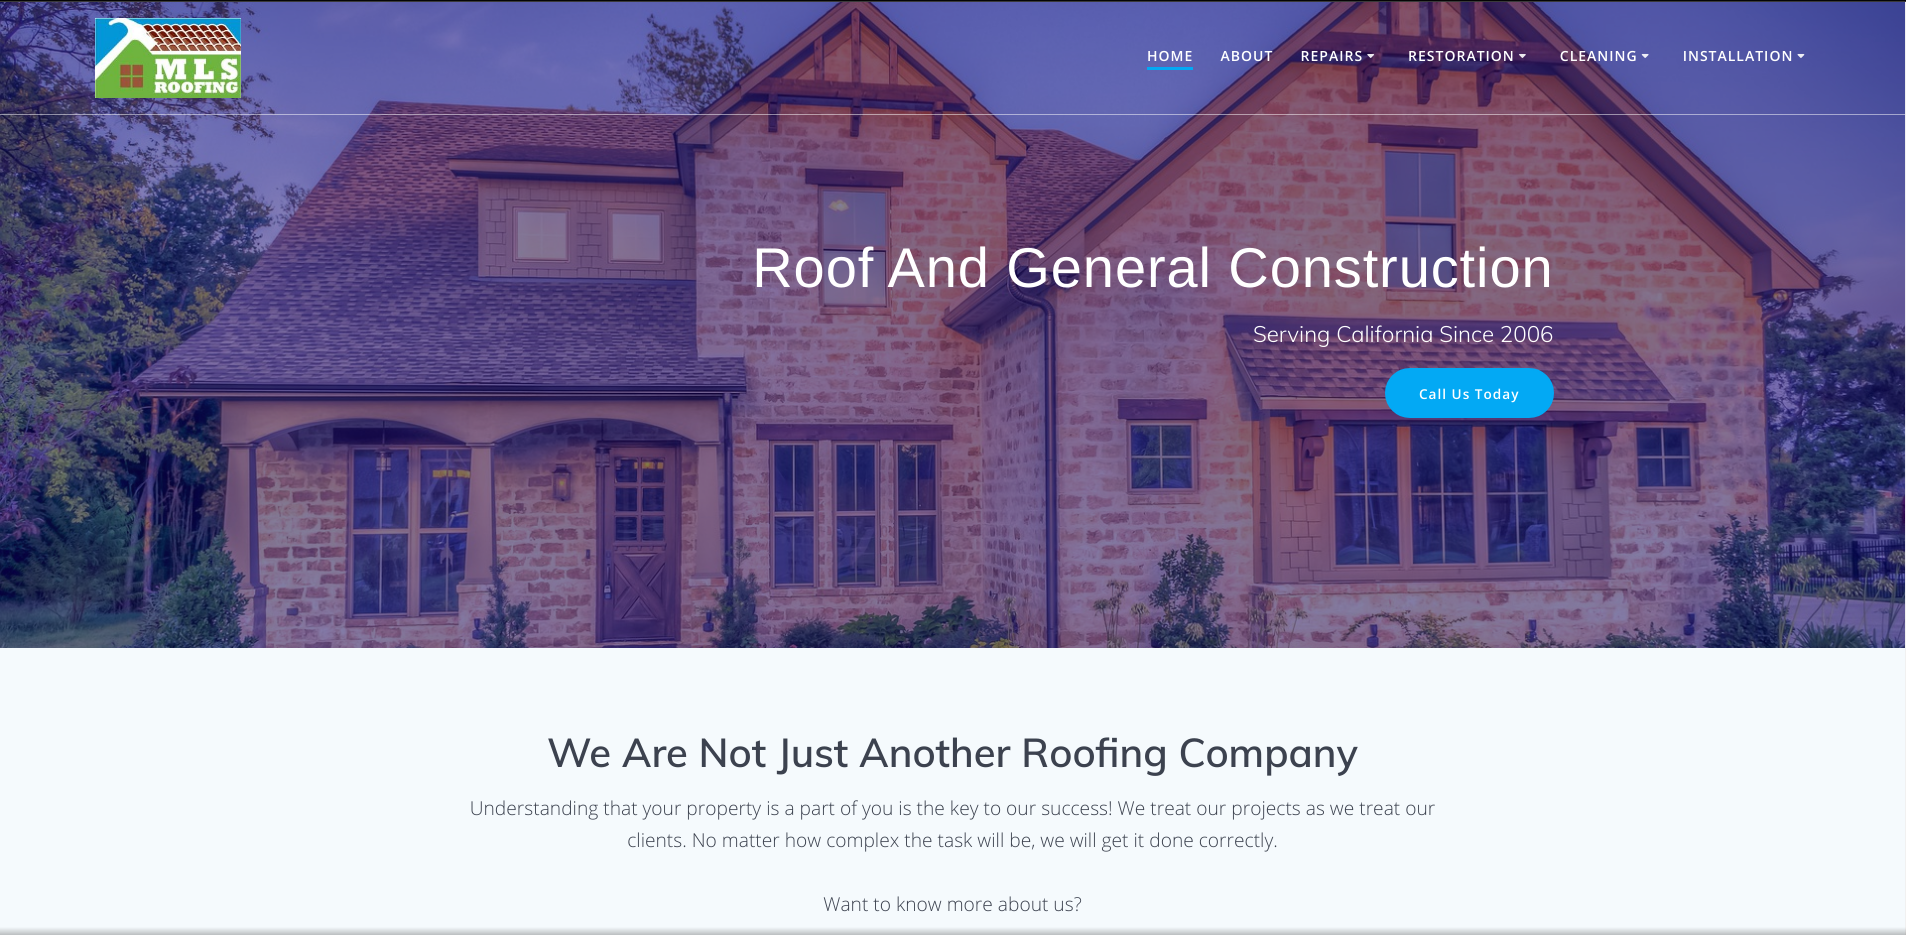 MLS
ROOFING
HOME ABOUT REPAIRS RESTORATION CLEANING INSTALLATION
Roof And General Construction
Serving California Since 2006
Call Us Today
We Are Not Just Another Roofing Company
Understanding that your property is a part of you is the key to our success! We treat our projects as we treat our
clients. No matter how complex the task will be, we will get it done correctly.
Want to know more about us?